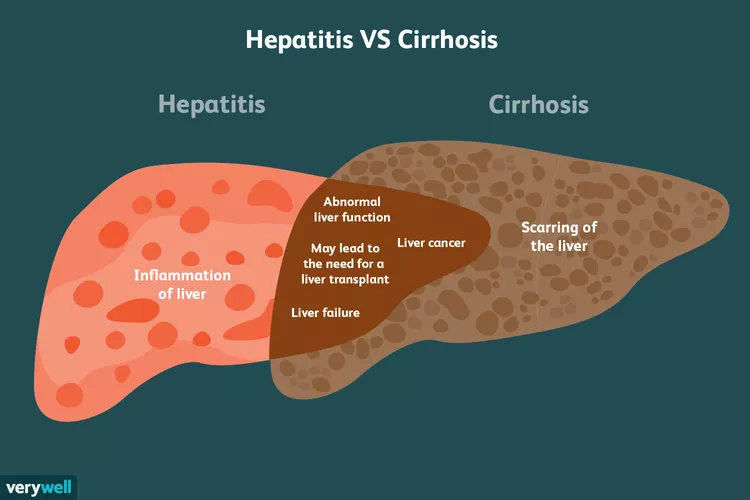 Hepatitis VS Cirrhosis
Hepatitis
Cirrhosis
Inflammation
of liver
Abnormal
liver function
May lead to
the need for a
liver transplant
Liver cancer
Liver failure
Scarring of
the liver
verywell